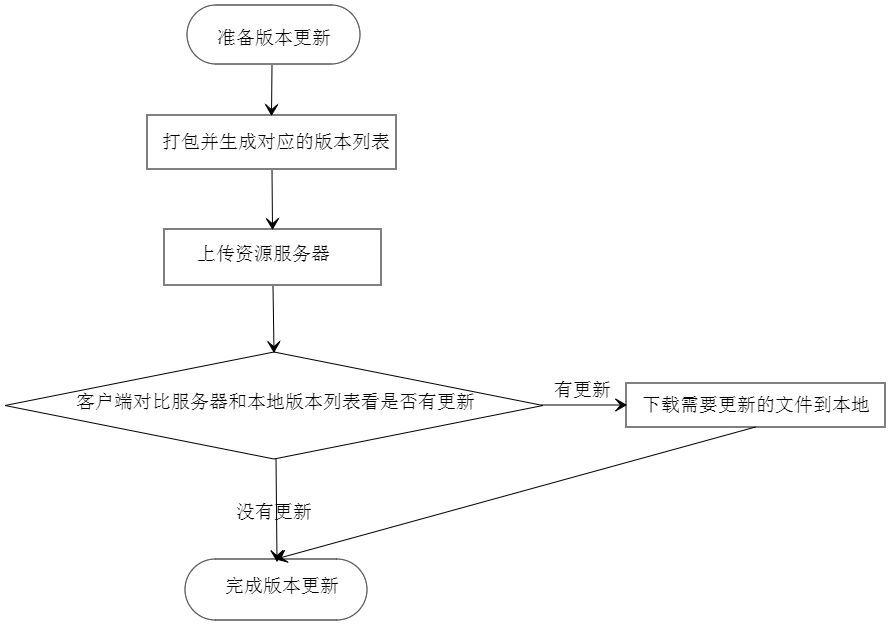 准备版本更新
打包并生成对应的版本列表
上传资源服务器
客户端对比服务器和本地版本列表看是否有更新
有更新
下载需要更新的文件到本地
没有更新
完成版本更新